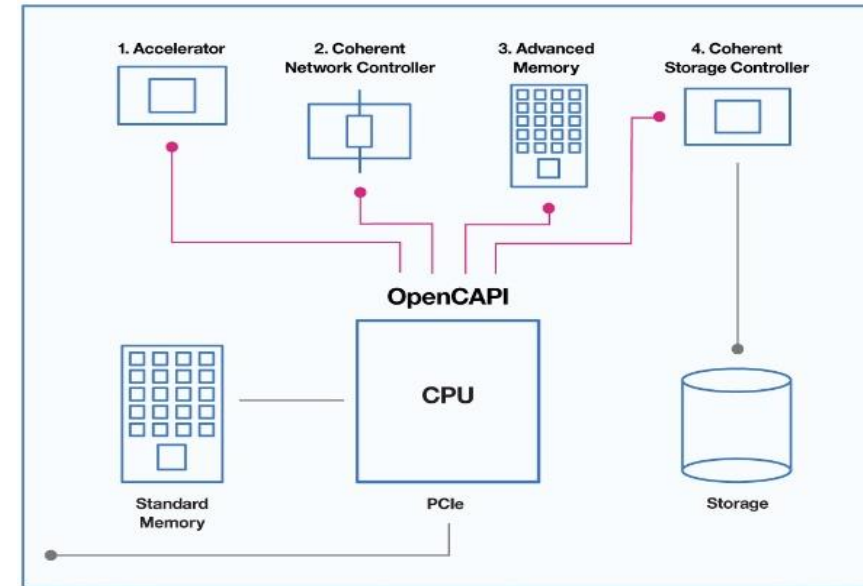 1. Accelerator
2. Coherent
Network Controller
3. Advanced
Memory
4. Coherent
Storage Controller
OpenCAPI
CPU
Standard
Memory
PCIe
Storage